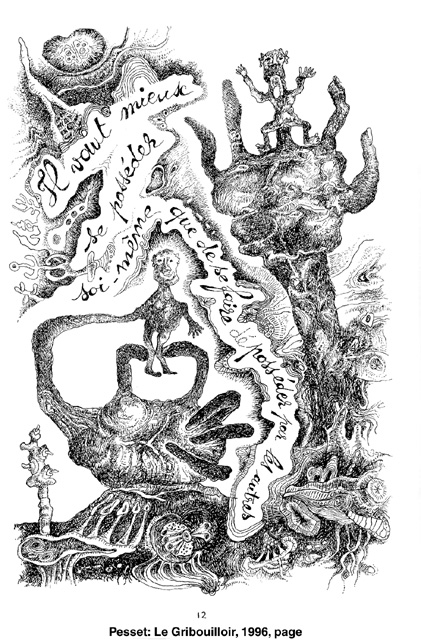 Il vaut mieux
se posséder
soi-même
que de se faire déposséder par
les autres
12
Pesset: Le Gribouilloir, 1996, page